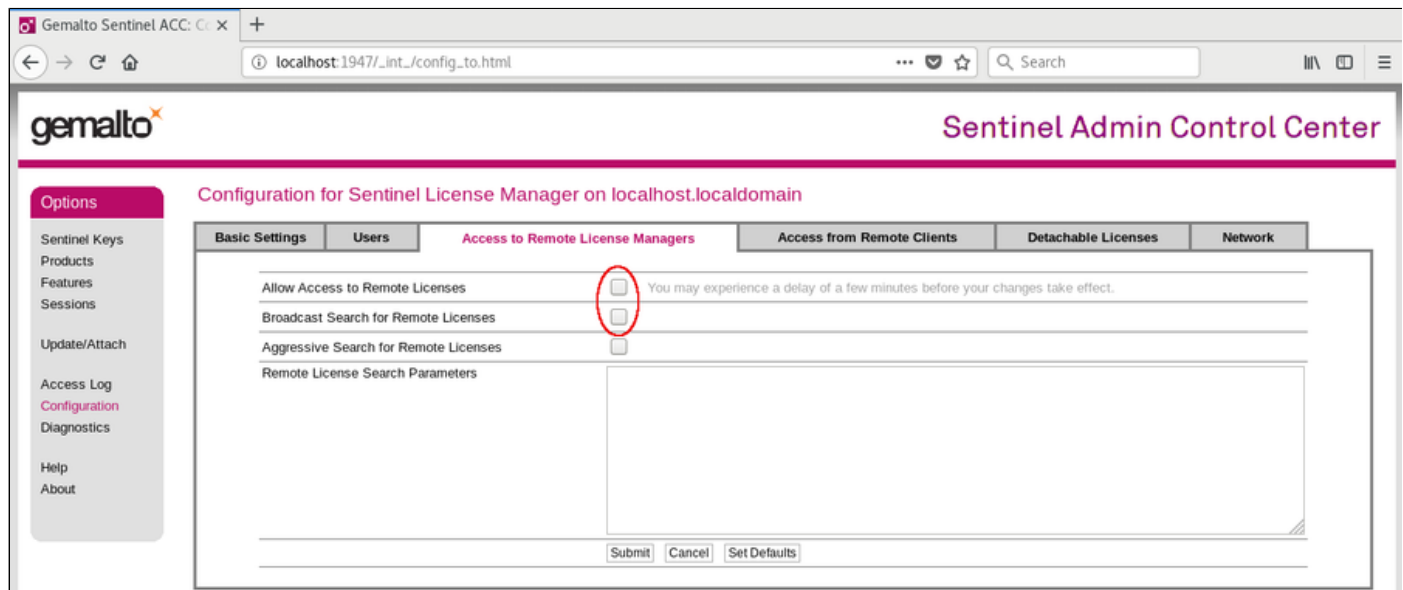 Gemalto Sentinel ACC: Co
localhost:1947/_int_/config_to.html
Search
gemalto
Sentinel Admin Control Center
Options
Configuration for Sentinel License Manager on localhost.localdomain
Sentinel Keys
Products
Features
Sessions
Update/Attach
Access Log
Configuration
Diagnostics
Help
About
Basic Settings Users Access to Remote License Managers Access from Remote Clients Detachable Licenses Network
Allow Access to Remote Licenses You may experience a delay of a few minutes before your changes take effect.
Broadcast Search for Remote Licenses
Aggressive Search for Remote Licenses
Remote License Search Parameters
Submit Cancel Set Defaults